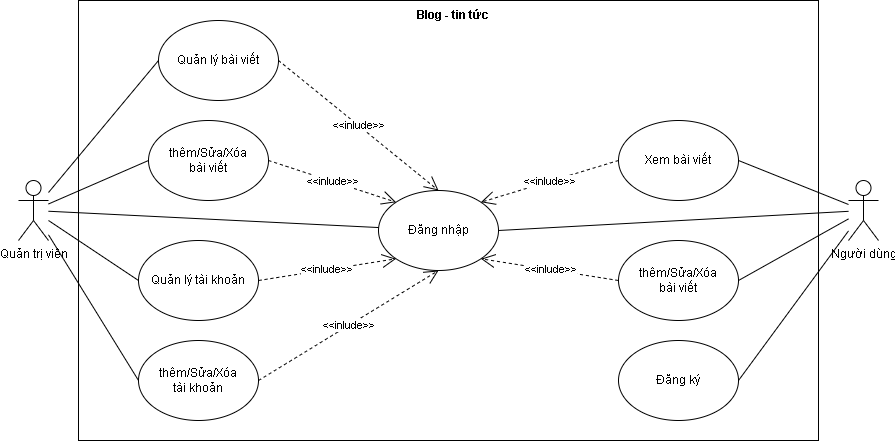 Blog - tin tức
Quản lý bài viết
<<inlude>>
thêm/Sửa/Xóa
bài viết
<<inlude>>
<<inlude>>
Xem bài viết
Đăng nhập
Quản trị viên
Người dùng
Quản lý tài khoản
<<inlude>>
<<inlude>>
thêm/Sửa/Xóa
bài viết
<<inlude>>
thêm/Sửa/Xóa
tài khoản
Đăng ký